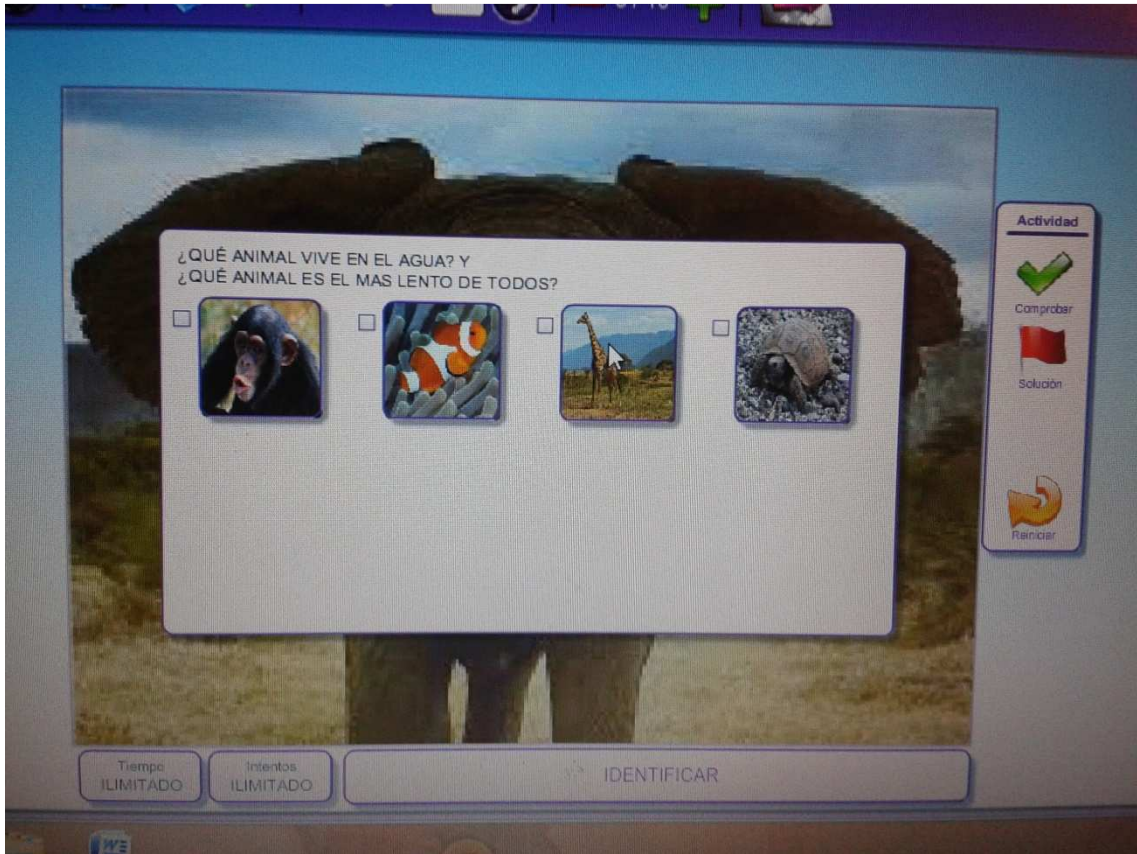 ¿QUÉ ANIMAL VIVE EN EL AGUA? Y
¿QUÉ ANIMAL ES EL MAS LENTO DE TODOS?
Actividad
Comprobar
Solución
Reiniciar
Tiempo
ILIMITADO
Intentos
ILIMITADO
IDENTIFICAR